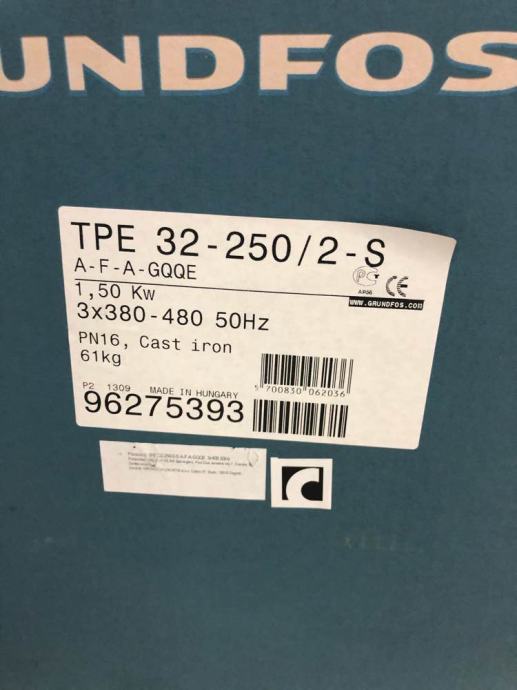 UNDFOS
TPE 32-250/2-S
A-F-A-GQQE
1,50 Kw
3x380-480 50Hz
PN16, Cast iron
61kg
WWW.GRUNDFOS.COM
5 700830 062036
P2 1309 MADE IN HUNGARY
96275393